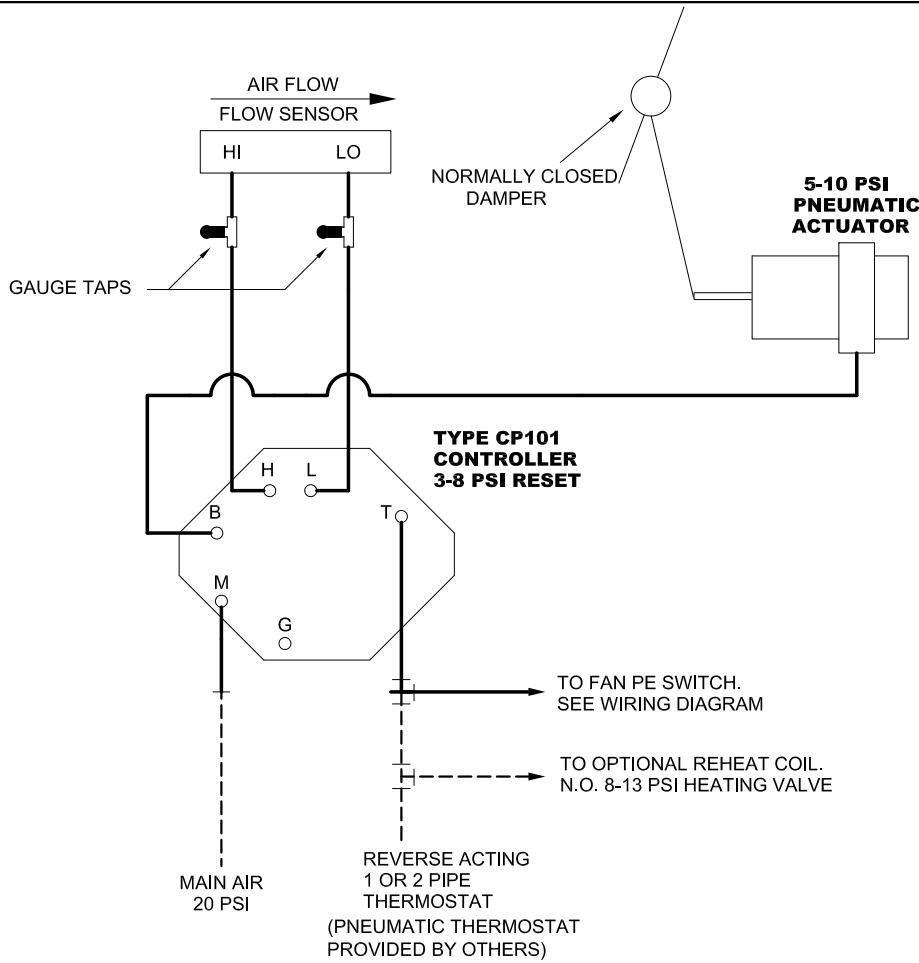 AIR FLOW
FLOW SENSOR
HI
LO
NORMALLY CLOSED
DAMPER
5-10 PSI
PNEUMATIC
ACTUATOR
GAUGE TAPS
TYPE CP101
CONTROLLER
3-8 PSI RESET
H
L
B
T
M
G
TO FAN PE SWITCH.
SEE WIRING DIAGRAM
TO OPTIONAL REHEAT COIL.
N.O. 8-13 PSI HEATING VALVE
MAIN AIR
20 PSI
REVERSE ACTING
1 OR 2 PIPE
THERMOSTAT
(PNEUMATIC THERMOSTAT
PROVIDED BY OTHERS)